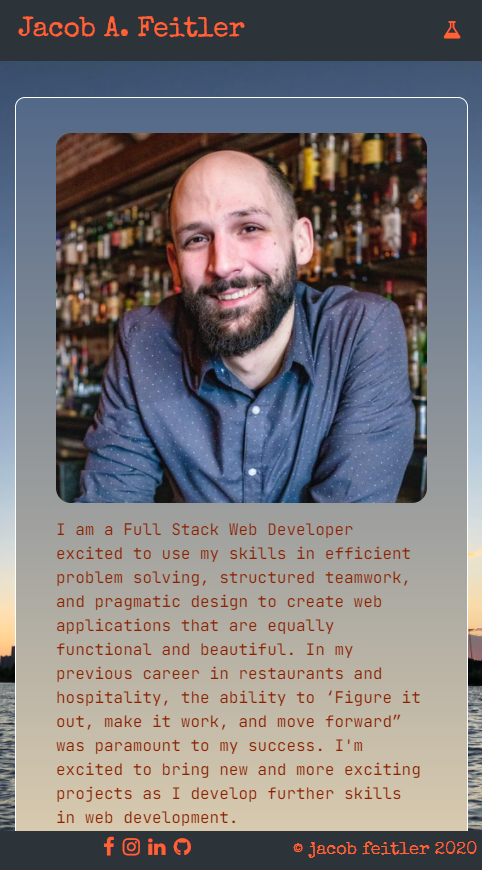 Jacob A. Feitler
I am a Full Stack Web Developer
excited to use my skills in efficient
problem solving, structured teamwork,
and pragmatic design to create web
applications that are equally
functional and beautiful. In my
previous career in restaurants and
hospitality, the ability to ‘Figure it
out, make it work, and move forward”
was paramount to my success. I'm
excited to bring new and more exciting
projects as I develop further skills
in web development.
© jacob feitler 2020